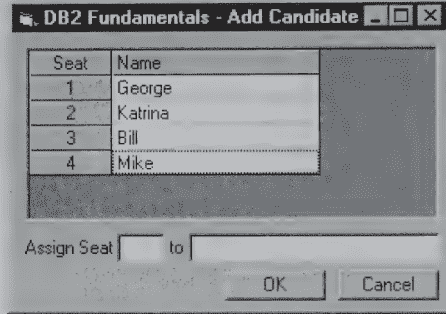 DB2 Fundamentals - Add Candidate
Seat Name
1 George
2 Katrina
3 Bill
4 Mike
Assign Seat to
OK Cancel